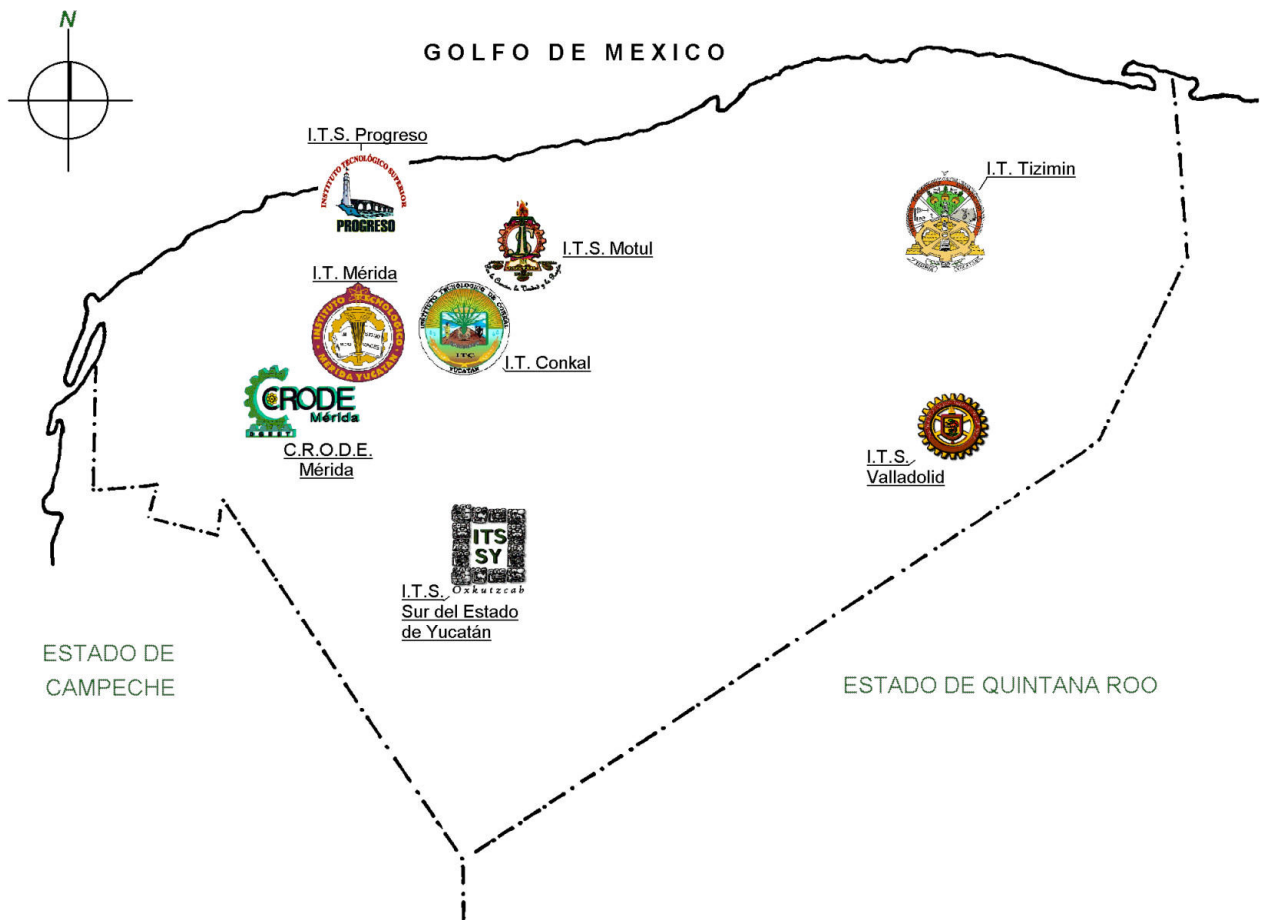 N
GOLFO DE MEXICO
I.T.S. Progreso
INSTITUTO TECNOLÓGICO SUPERIOR
PROGRESO
I.T. Tizimin
I.T.S. Motul
I.T. Mérida
INSTITUTO TECNOLÓGICO
MÉRIDA YUCATÁN
INSTITUTO TECNOLOGICO DE CONKAL
ITC
YUCATÁN
I.T. Conkal
CRODE
Mérida
C.R.O.D.E.
Mérida
I.T.S.
Valladolid
ITS
SY
Oxkutzcab
I.T.S.
Sur del Estado
de Yucatán
ESTADO DE
CAMPECHE
ESTADO DE QUINTANA ROO